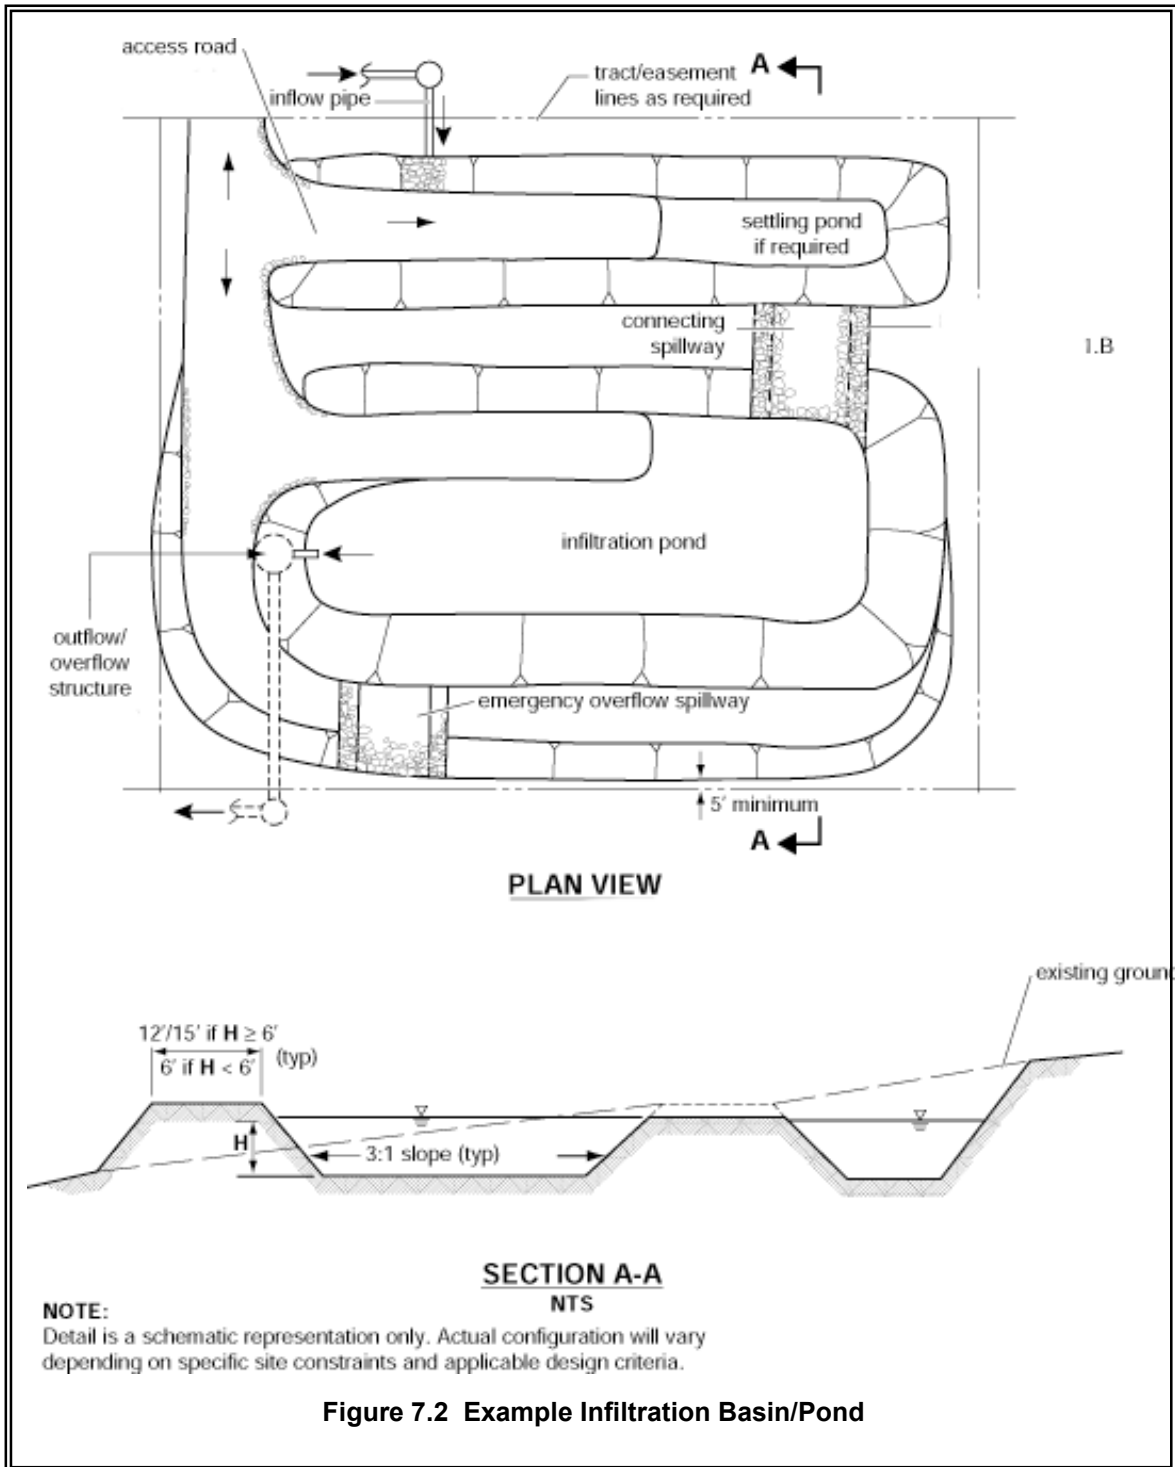 access road
inflow pipe
tract/easement
lines as required
A
settling pond
if required
connecting
spillway
1.B
infiltration pond
outflow/
overflow
structure
emergency overflow spillway
5' minimum
A
PLAN VIEW
existing ground
12'/15' if H ≥ 6'
6' if H < 6'
(typ)
H
3:1 slope (typ)
SECTION A-A
NTS
NOTE:
Detail is a schematic representation only. Actual configuration will vary
depending on specific site constraints and applicable design criteria.
Figure 7.2 Example Infiltration Basin/Pond